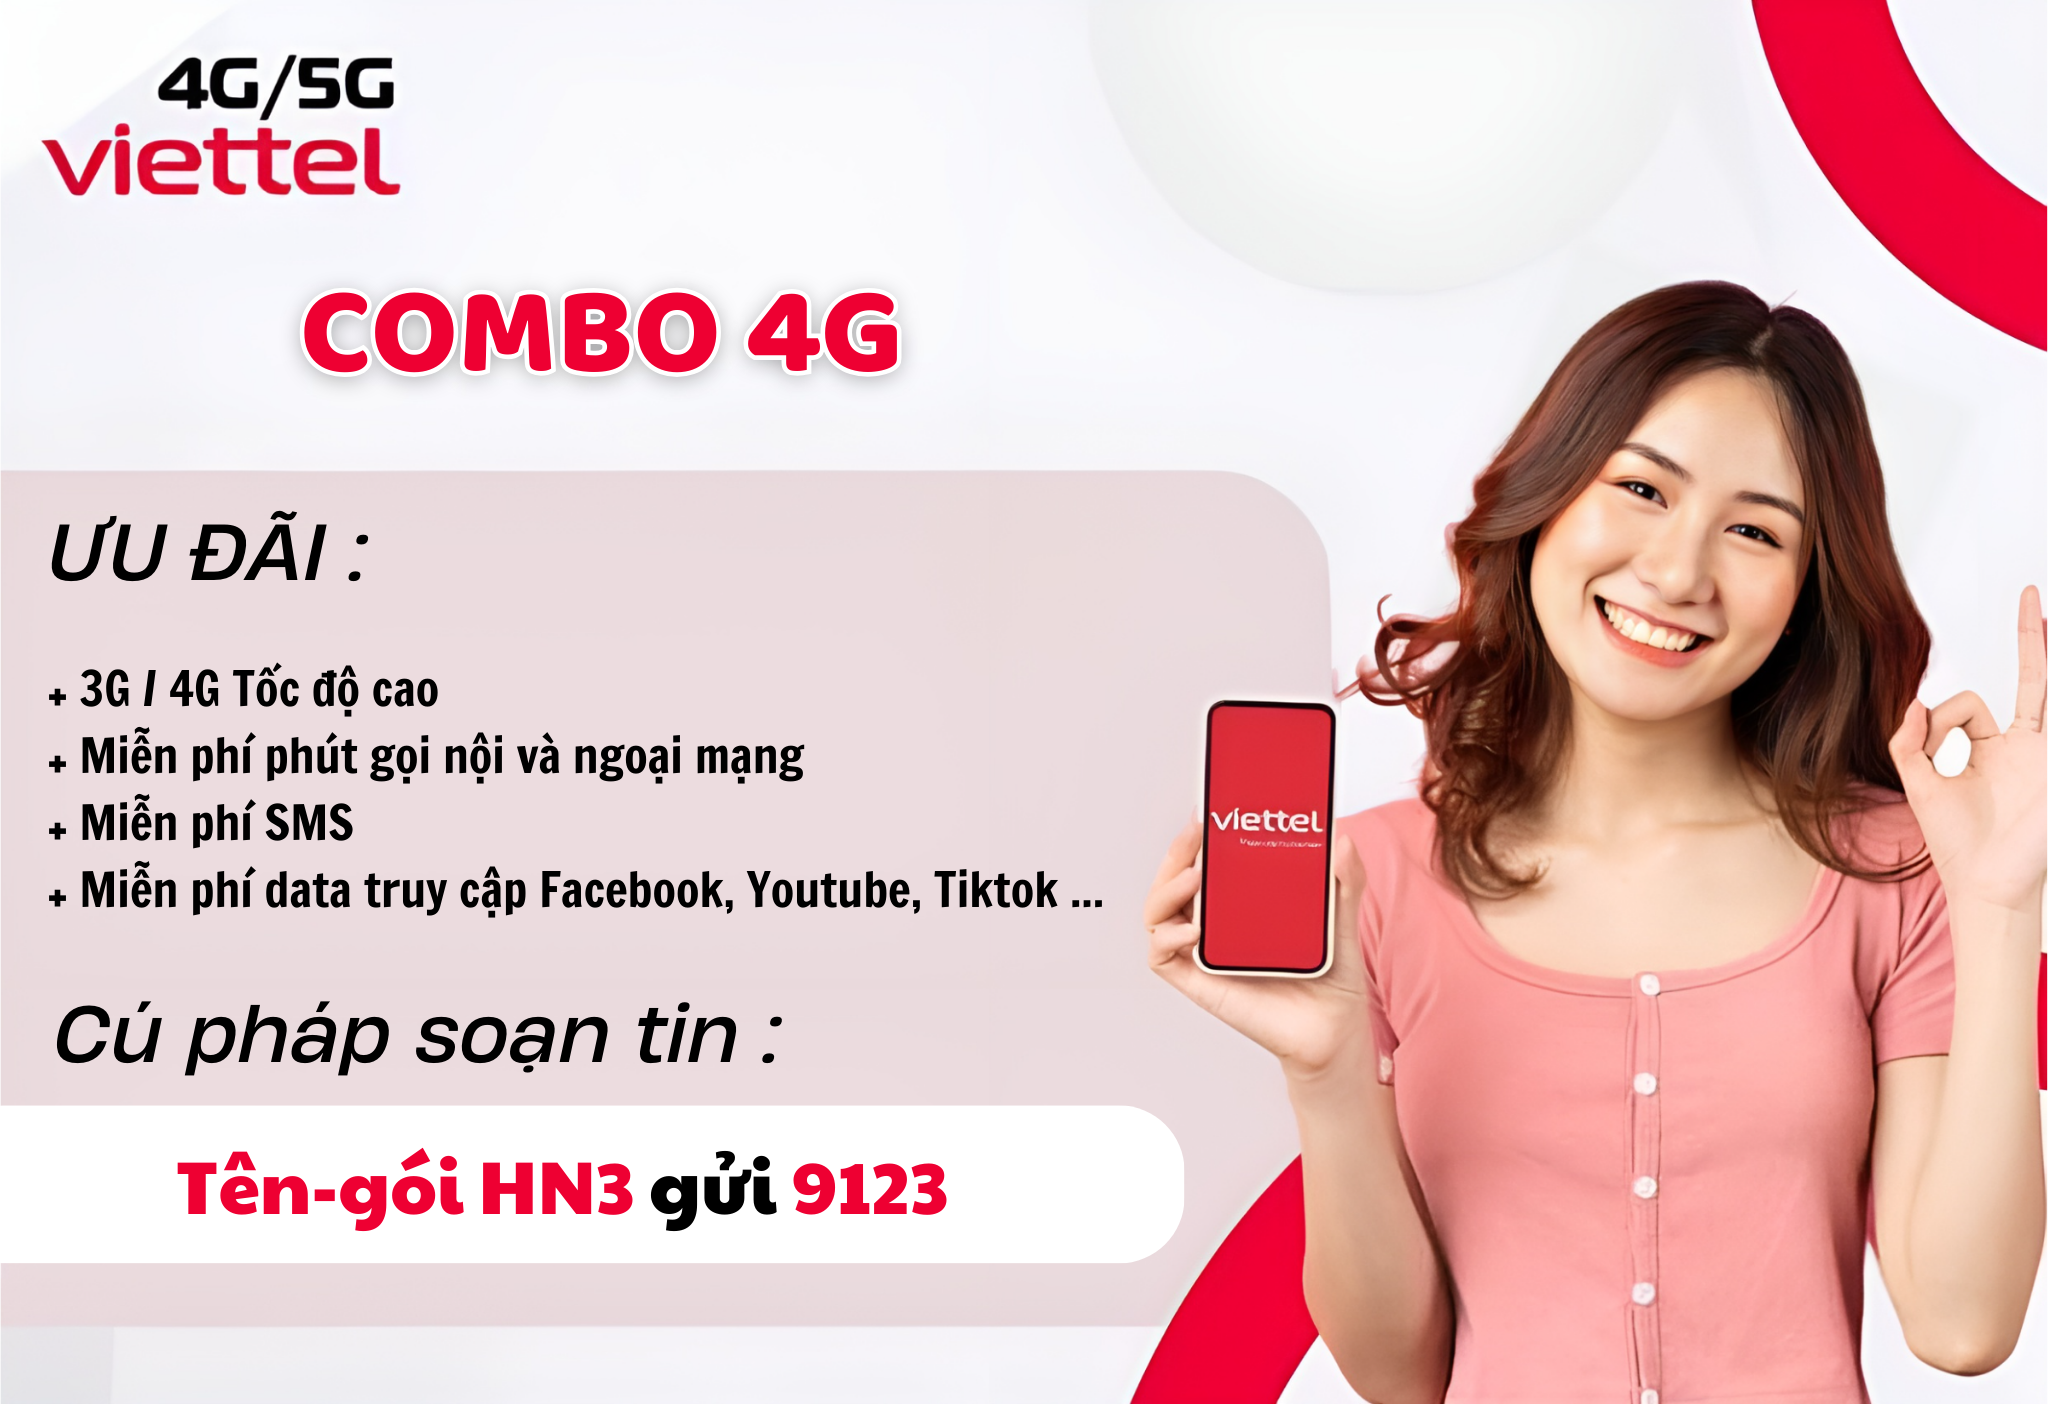 4G/5G
viettel
COMBO 4G
ƯU ĐÃI :
+ 3G / 4G Tốc độ cao
+ Miễn phí phút gọi nội và ngoại mạng
+ Miễn phí SMS
+ Miễn phí data truy cập Facebook, Youtube, Tiktok ...
viettel
Cú pháp soạn tin :
Tên-gói HN3 gửi 9123